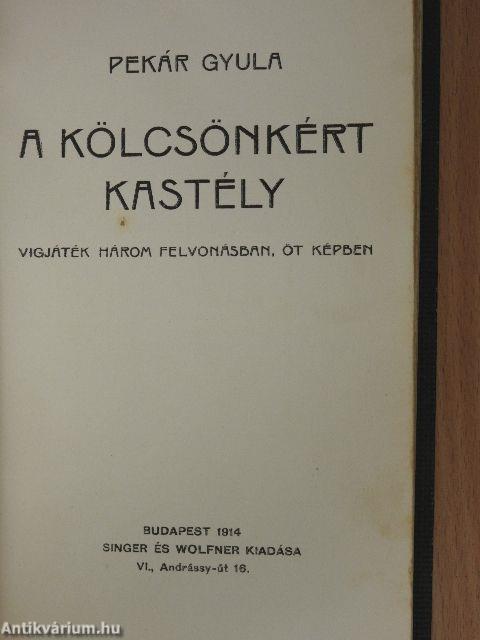 PEKÁR GYULA
A KÖLCSÖNKÉRT
KASTÉLY
VIGJÁTÉK HÁROM FELVONÁSBAN, ÖT KÉPBEN
BUDAPEST 1914
SINGER ÉS WOLFNER KIADÁSA
VI., Andrássy-út 16.
Antikvárium.hu